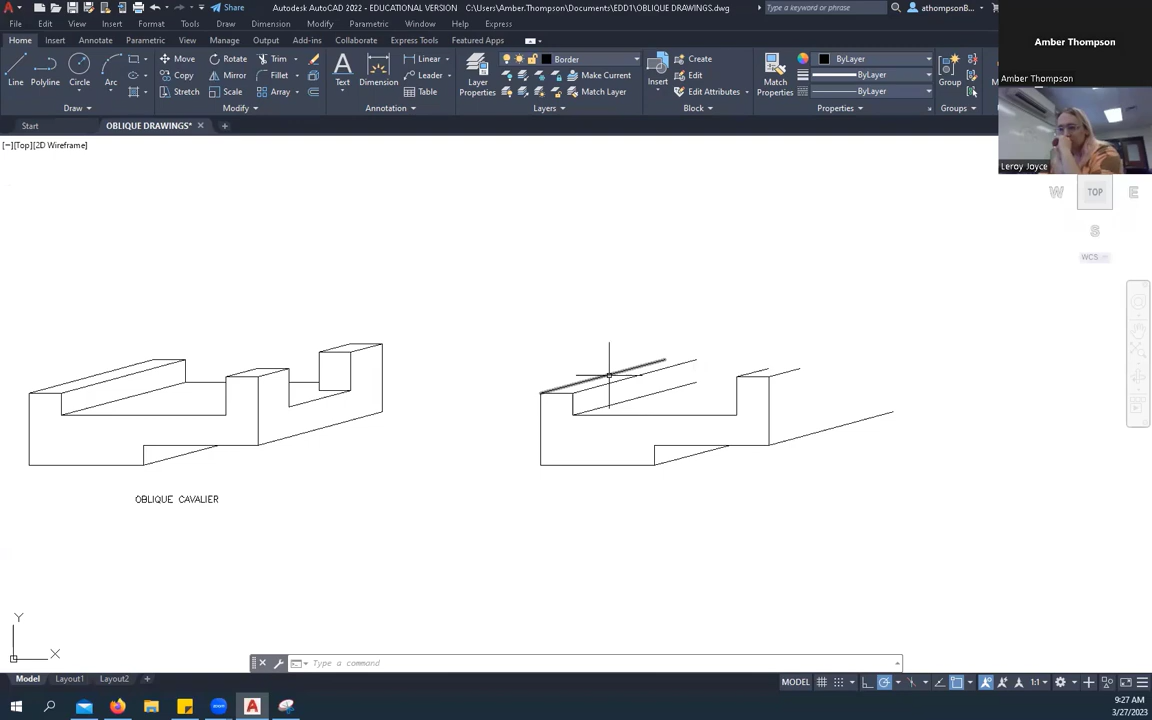 Share
Autodesk AutoCAD 2022 - EDUCATIONAL VERSION C:\Users\Amber.Thompson\Documents\EDD1\OBLIQUE DRAWINGS.dwg
Type a keyword or phrase
athompsonB...
File Edit View Insert Format Tools Draw Dimension Modify Parametric Window Help Express
Home Insert Annotate Parametric View Manage Output Add-ins Collaborate Express Tools Featured Apps
Line Polyline Circle Arc
Move Rotate Trim
Copy Mirror Fillet
Stretch Scale Array
Text Dimension
Linear
Leader
Table
Layer Properties
Border
Make Current
Match Layer
Insert
Create
Edit
Edit Attributes
Match Properties
ByLayer
ByLayer
ByLayer
Group
Draw Modify Annotation Layers Block Properties Groups
Start
OBLIQUE DRAWINGS*
[−][Top][2D Wireframe]
Amber Thompson
Amber Thompson
Leroy Joyce
W TOP E
S
WCS
OBLIQUE CAVALIER
Y
X
Type a command
Model Layout1 Layout2
MODEL
1:1
9:27 AM
3/27/2023